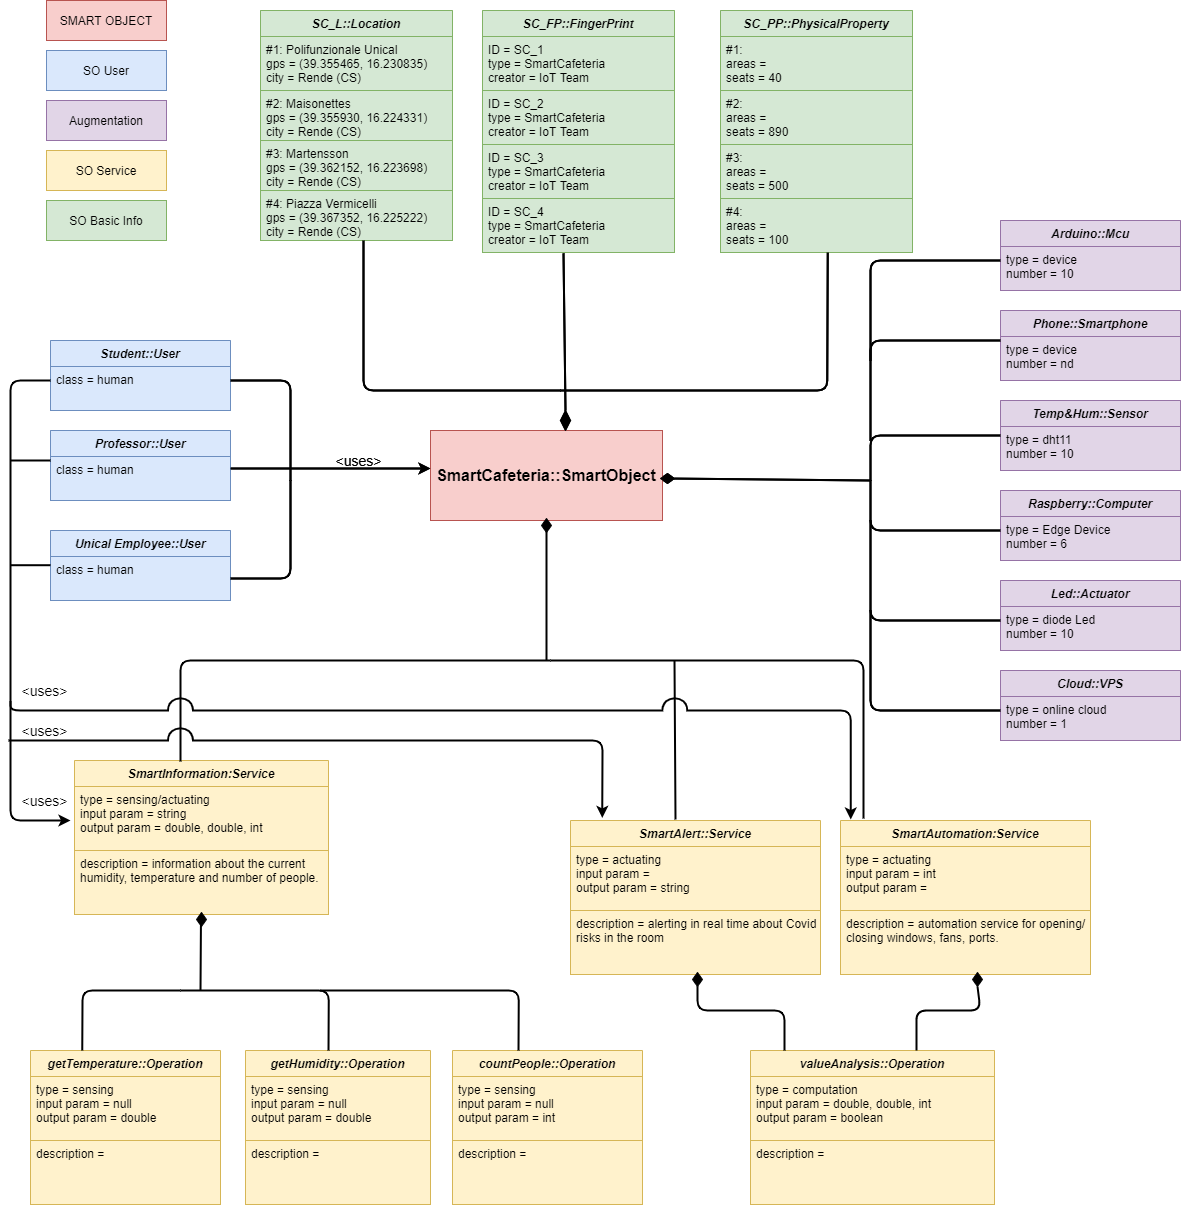 SMART OBJECT
SO User
Augmentation
SO Service
SO Basic Info
SC_L::Location
#1: Polifunzionale Unical
gps = (39.355465, 16.230835)
city = Rende (CS)
#2: Maisonettes
gps = (39.355930, 16.224331)
city = Rende (CS)
#3: Martensson
gps = (39.362152, 16.223698)
city = Rende (CS)
#4: Piazza Vermicelli
gps = (39.367352, 16.225222)
city = Rende (CS)
SC_FP::FingerPrint
ID = SC_1
type = SmartCafeteria
creator = IoT Team
ID = SC_2
type = SmartCafeteria
creator = IoT Team
ID = SC_3
type = SmartCafeteria
creator = IoT Team
ID = SC_4
type = SmartCafeteria
creator = IoT Team
SC_PP::PhysicalProperty
#1:
areas =
seats = 40
#2:
areas =
seats = 890
#3:
areas =
seats = 500
#4:
areas =
seats = 100
Arduino::Mcu
type = device
number = 10
Phone::Smartphone
type = device
number = nd
Temp&Hum::Sensor
type = dht11
number = 10
Raspberry::Computer
type = Edge Device
number = 6
Led::Actuator
type = diode Led
number = 10
Cloud::VPS
type = online cloud
number = 1
Student::User
class = human
Professor::User
class = human
Unical Employee::User
class = human
<uses>
SmartCafeteria::SmartObject
<uses>
<uses>
<uses>
SmartInformation:Service
type = sensing/actuating
input param = string
output param = double, double, int
description = information about the current
humidity, temperature and number of people.
SmartAlert::Service
type = actuating
input param =
output param = string
description = alerting in real time about Covid
risks in the room
SmartAutomation:Service
type = actuating
input param = int
output param =
description = automation service for opening/
closing windows, fans, ports.
getTemperature::Operation
type = sensing
input param = null
output param = double
description =
getHumidity::Operation
type = sensing
input param = null
output param = double
description =
countPeople::Operation
type = sensing
input param = null
output param = int
description =
valueAnalysis::Operation
type = computation
input param = double, double, int
output param = boolean
description =